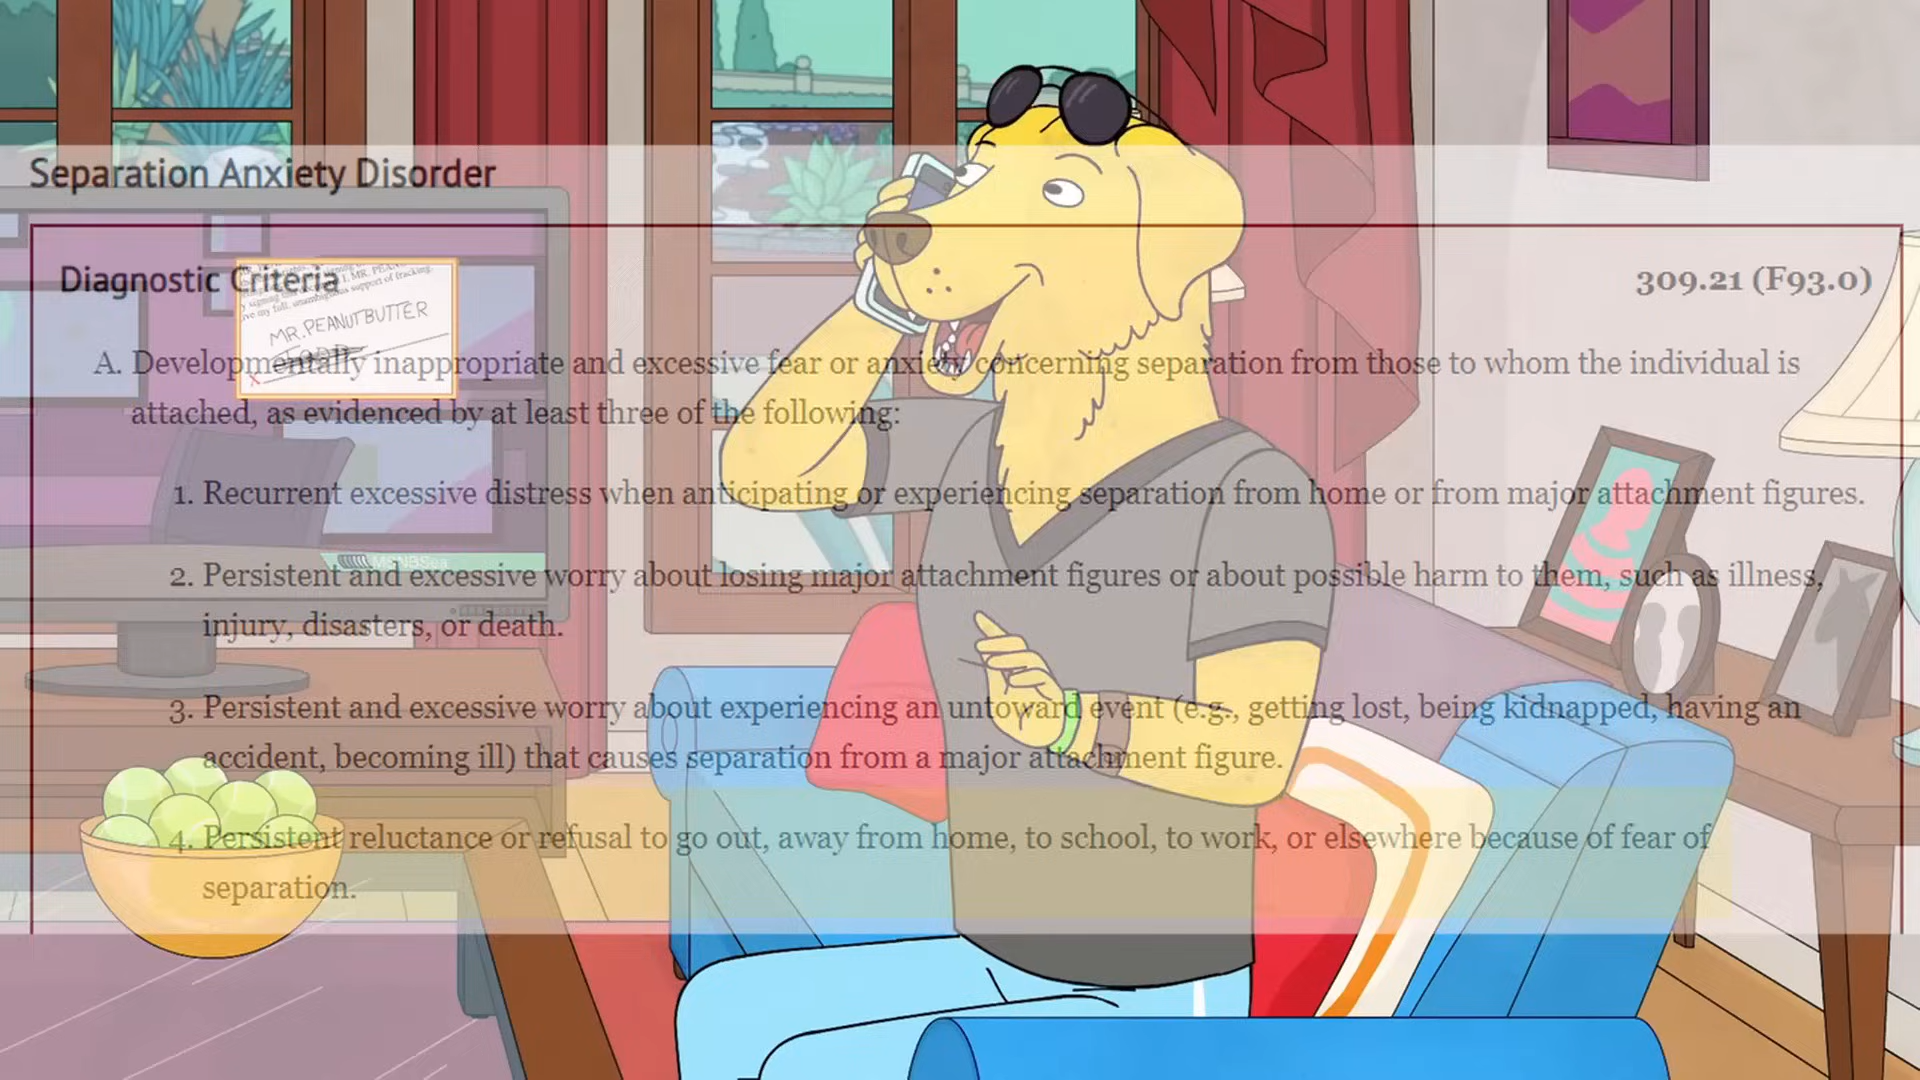 Separation Anxiety Disorder
Diagnostic Criteria
309.21 (F93.0)
MR. PEANUTBUTTER
A. Developmentally inappropriate and excessive fear or anxiety concerning separation from those to whom the individual is
attached, as evidenced by at least three of the following:
1. Recurrent excessive distress when anticipating or experiencing separation from home or from major attachment figures.
2. Persistent and excessive worry about losing major attachment figures or about possible harm to them, such as illness,
injury, disasters, or death.
MSNBSea
3. Persistent and excessive worry about experiencing an untoward event (e.g., getting lost, being kidnapped, having an
accident, becoming ill) that causes separation from a major attachment figure.
4. Persistent reluctance or refusal to go out, away from home, to school, to work, or elsewhere because of fear of
separation.